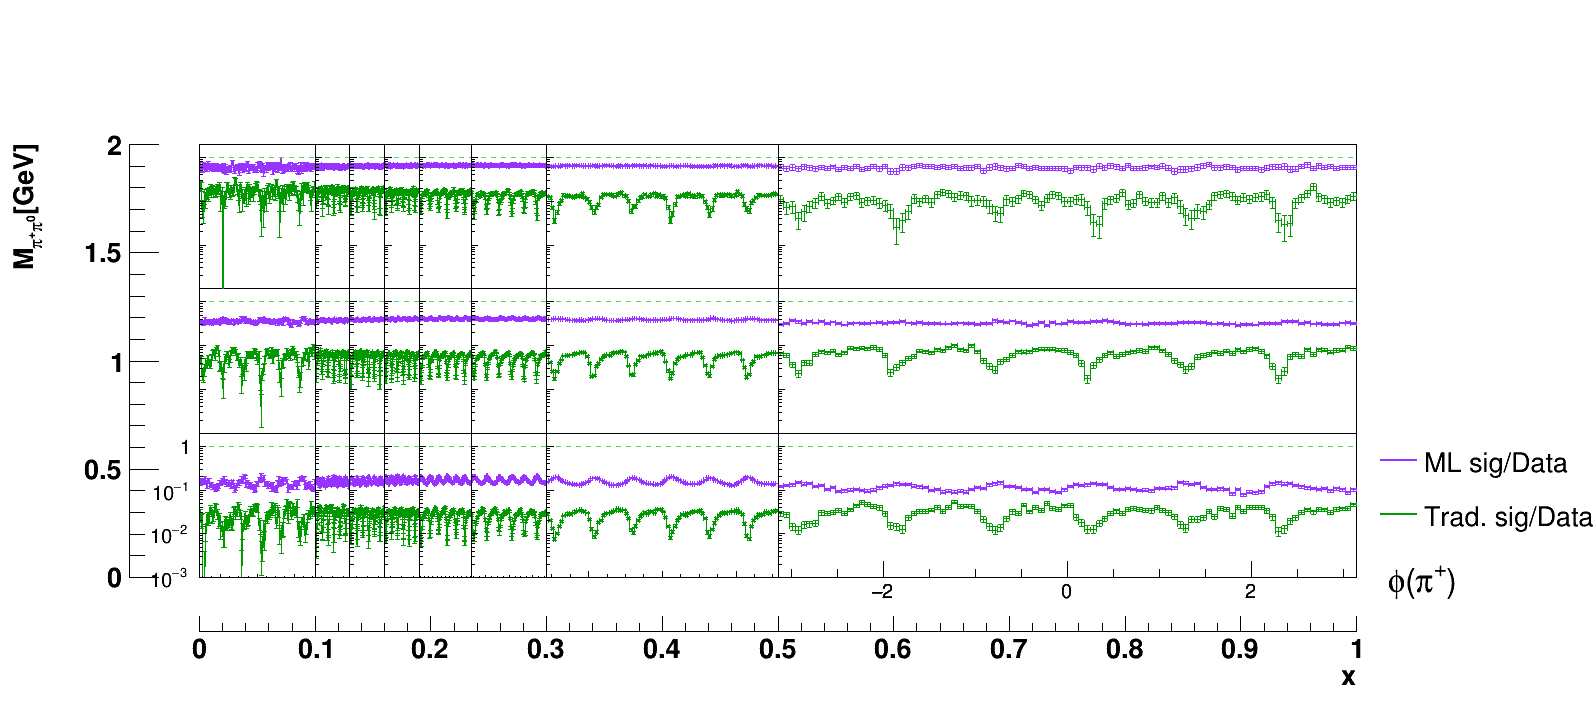 M_{π⁺π⁰}[GeV]
2
1.5
1
0.5
0
1
10⁻¹
10⁻²
10⁻³
ML sig/Data
Trad. sig/Data
−2 0 2
ϕ(π⁺)
0 0.1 0.2 0.3 0.4 0.5 0.6 0.7 0.8 0.9 1
x